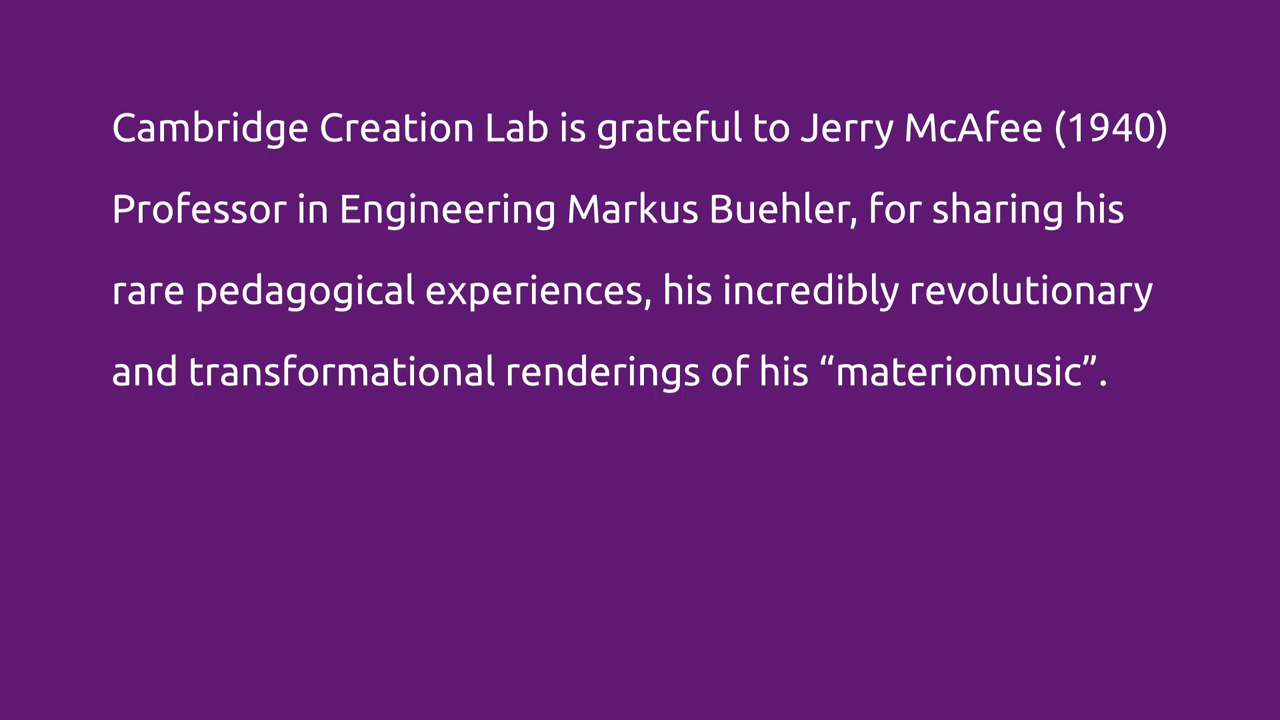 Cambridge Creation Lab is grateful to Jerry McAfee (1940)
Professor in Engineering Markus Buehler, for sharing his
rare pedagogical experiences, his incredibly revolutionary
and transformational renderings of his “materiomusic”.